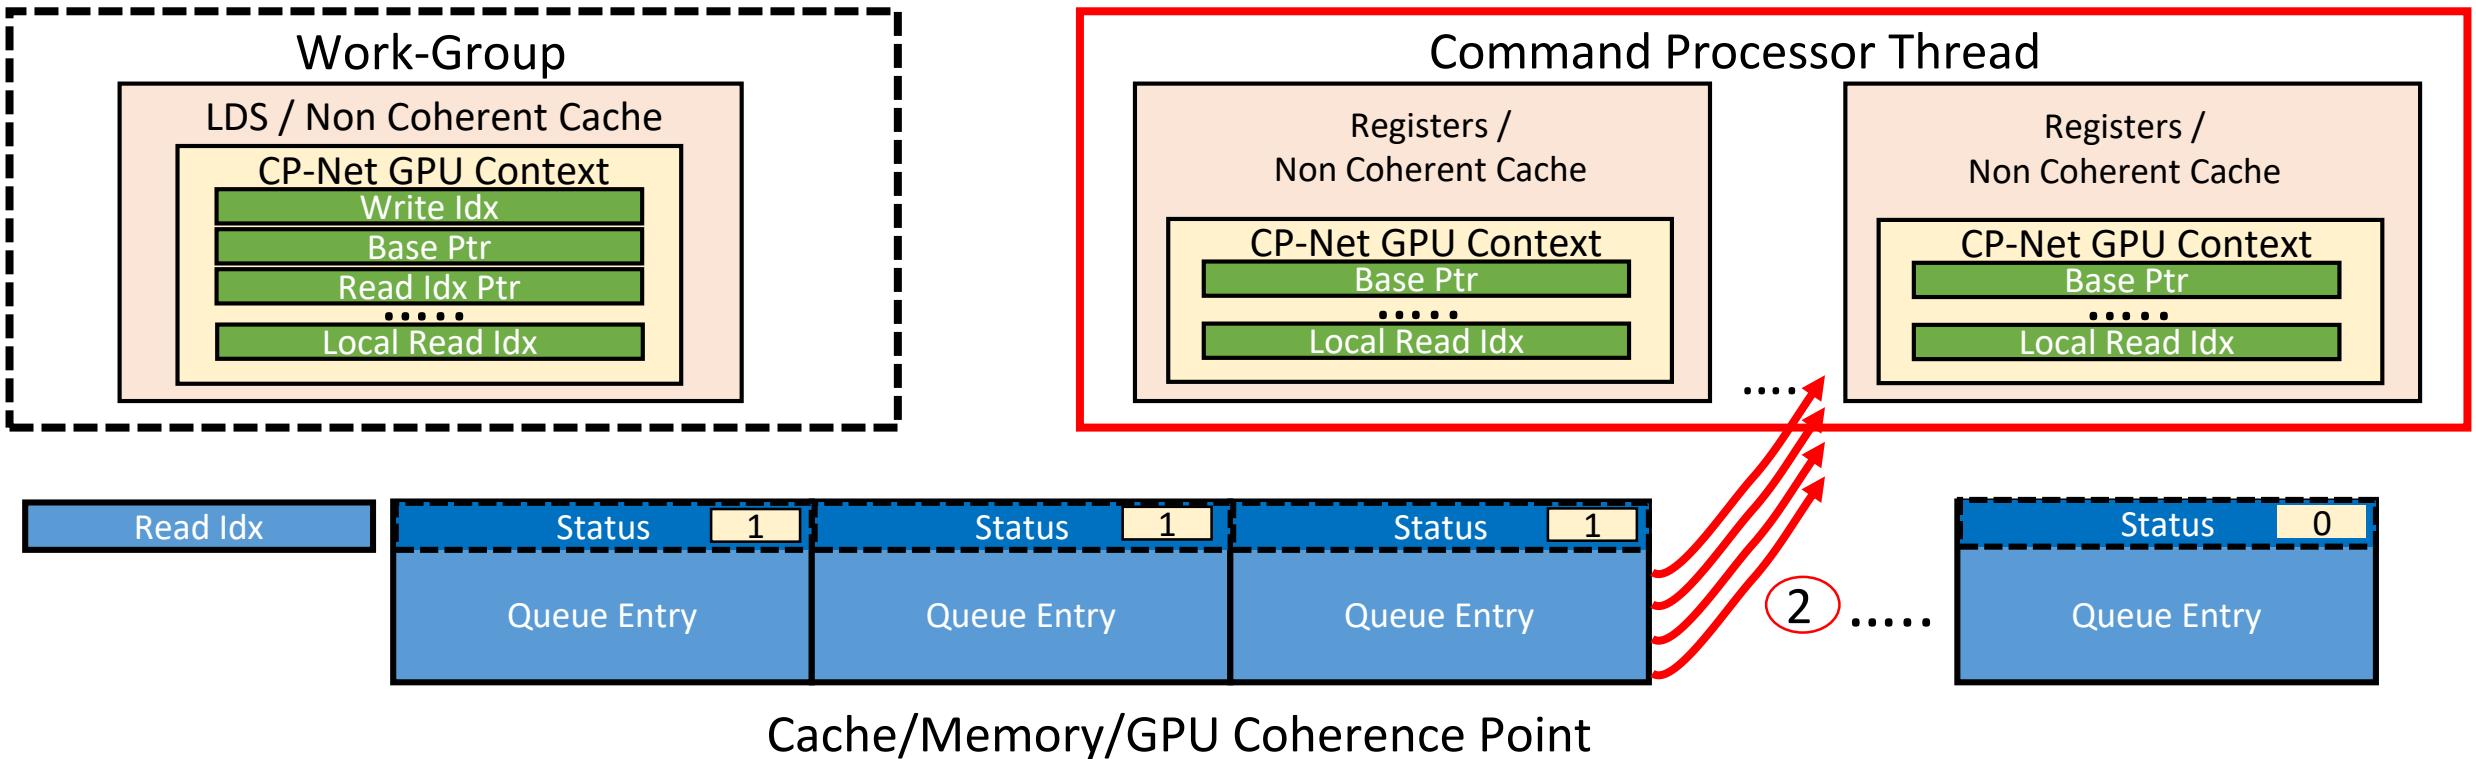 Work-Group
LDS / Non Coherent Cache
CP-Net GPU Context
Write Idx
Base Ptr
Read Idx Ptr
.....
Local Read Idx
Command Processor Thread
Registers /
Non Coherent Cache
CP-Net GPU Context
Base Ptr
.....
Local Read Idx
....
Registers /
Non Coherent Cache
CP-Net GPU Context
Base Ptr
.....
Local Read Idx
Read Idx
Status 1
Queue Entry
Status 1
Queue Entry
Status 1
Queue Entry
2 .....
Status 0
Queue Entry
Cache/Memory/GPU Coherence Point